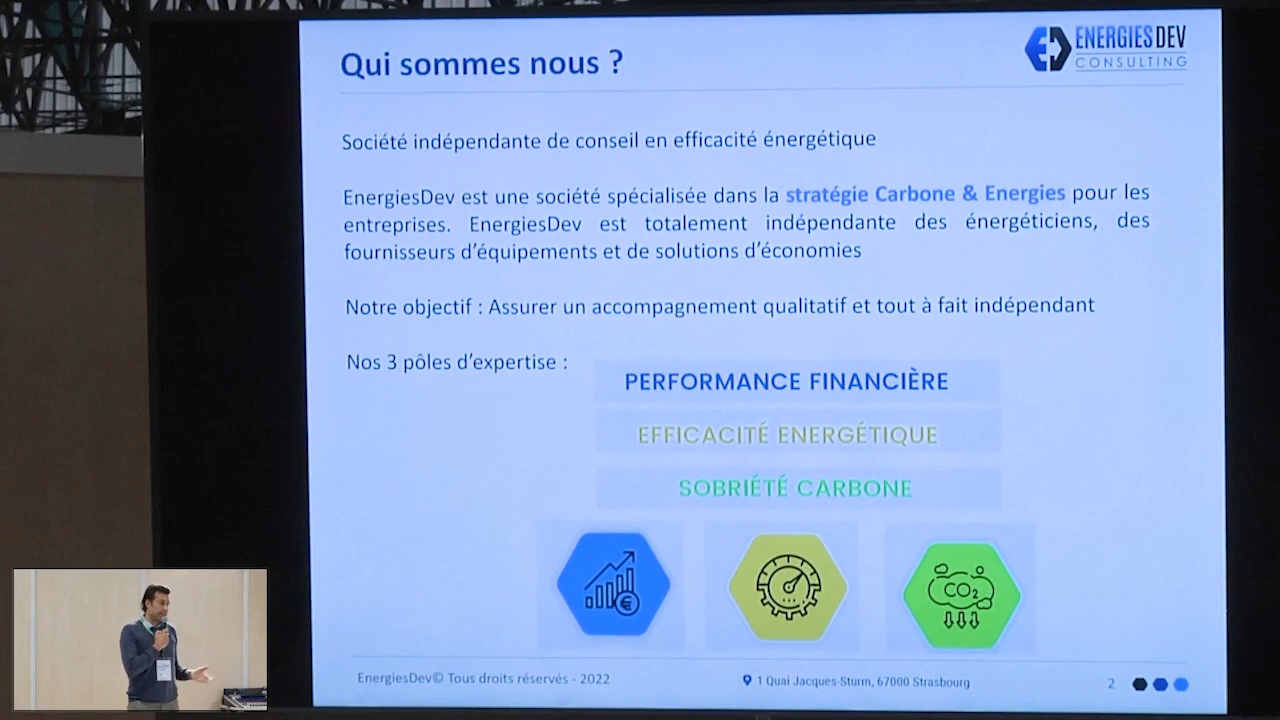 Qui sommes nous ?
ENERGIES DEV
CONSULTING
Société indépendante de conseil en efficacité énergétique
EnergiesDev est une société spécialisée dans la stratégie Carbone & Energies pour les
entreprises. EnergiesDev est totalement indépendante des énergéticiens, des
fournisseurs d'équipements et de solutions d'économies
Notre objectif : Assurer un accompagnement qualitatif et tout à fait indépendant
Nos 3 pôles d'expertise :
PERFORMANCE FINANCIÈRE
EFFICACITÉ ENERGÉTIQUE
SOBRIÉTÉ CARBONE
€
CO₂
EnergiesDev© Tous droits réservés - 2022
1 Quai Jacques-Sturm, 67000 Strasbourg
2